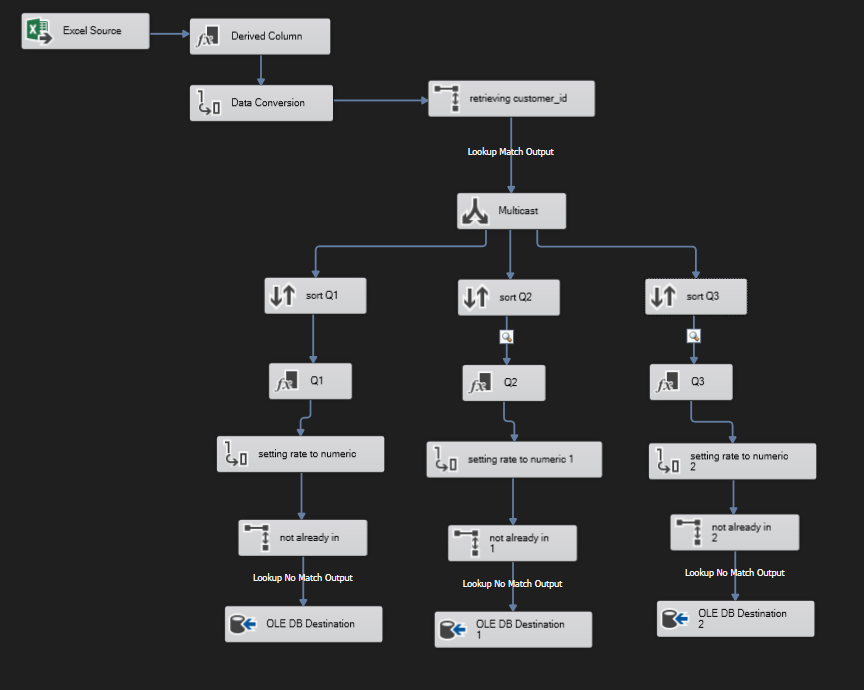 Excel Source
Derived Column
Data Conversion
retrieving customer_id
Lookup Match Output
Multicast
sort Q1
sort Q2
sort Q3
Q1
Q2
Q3
setting rate to numeric
setting rate to numeric 1
setting rate to numeric
2
not already in
not already in
1
not already in
2
Lookup No Match Output
Lookup No Match Output
Lookup No Match Output
OLE DB Destination
OLE DB Destination
1
OLE DB Destination
2